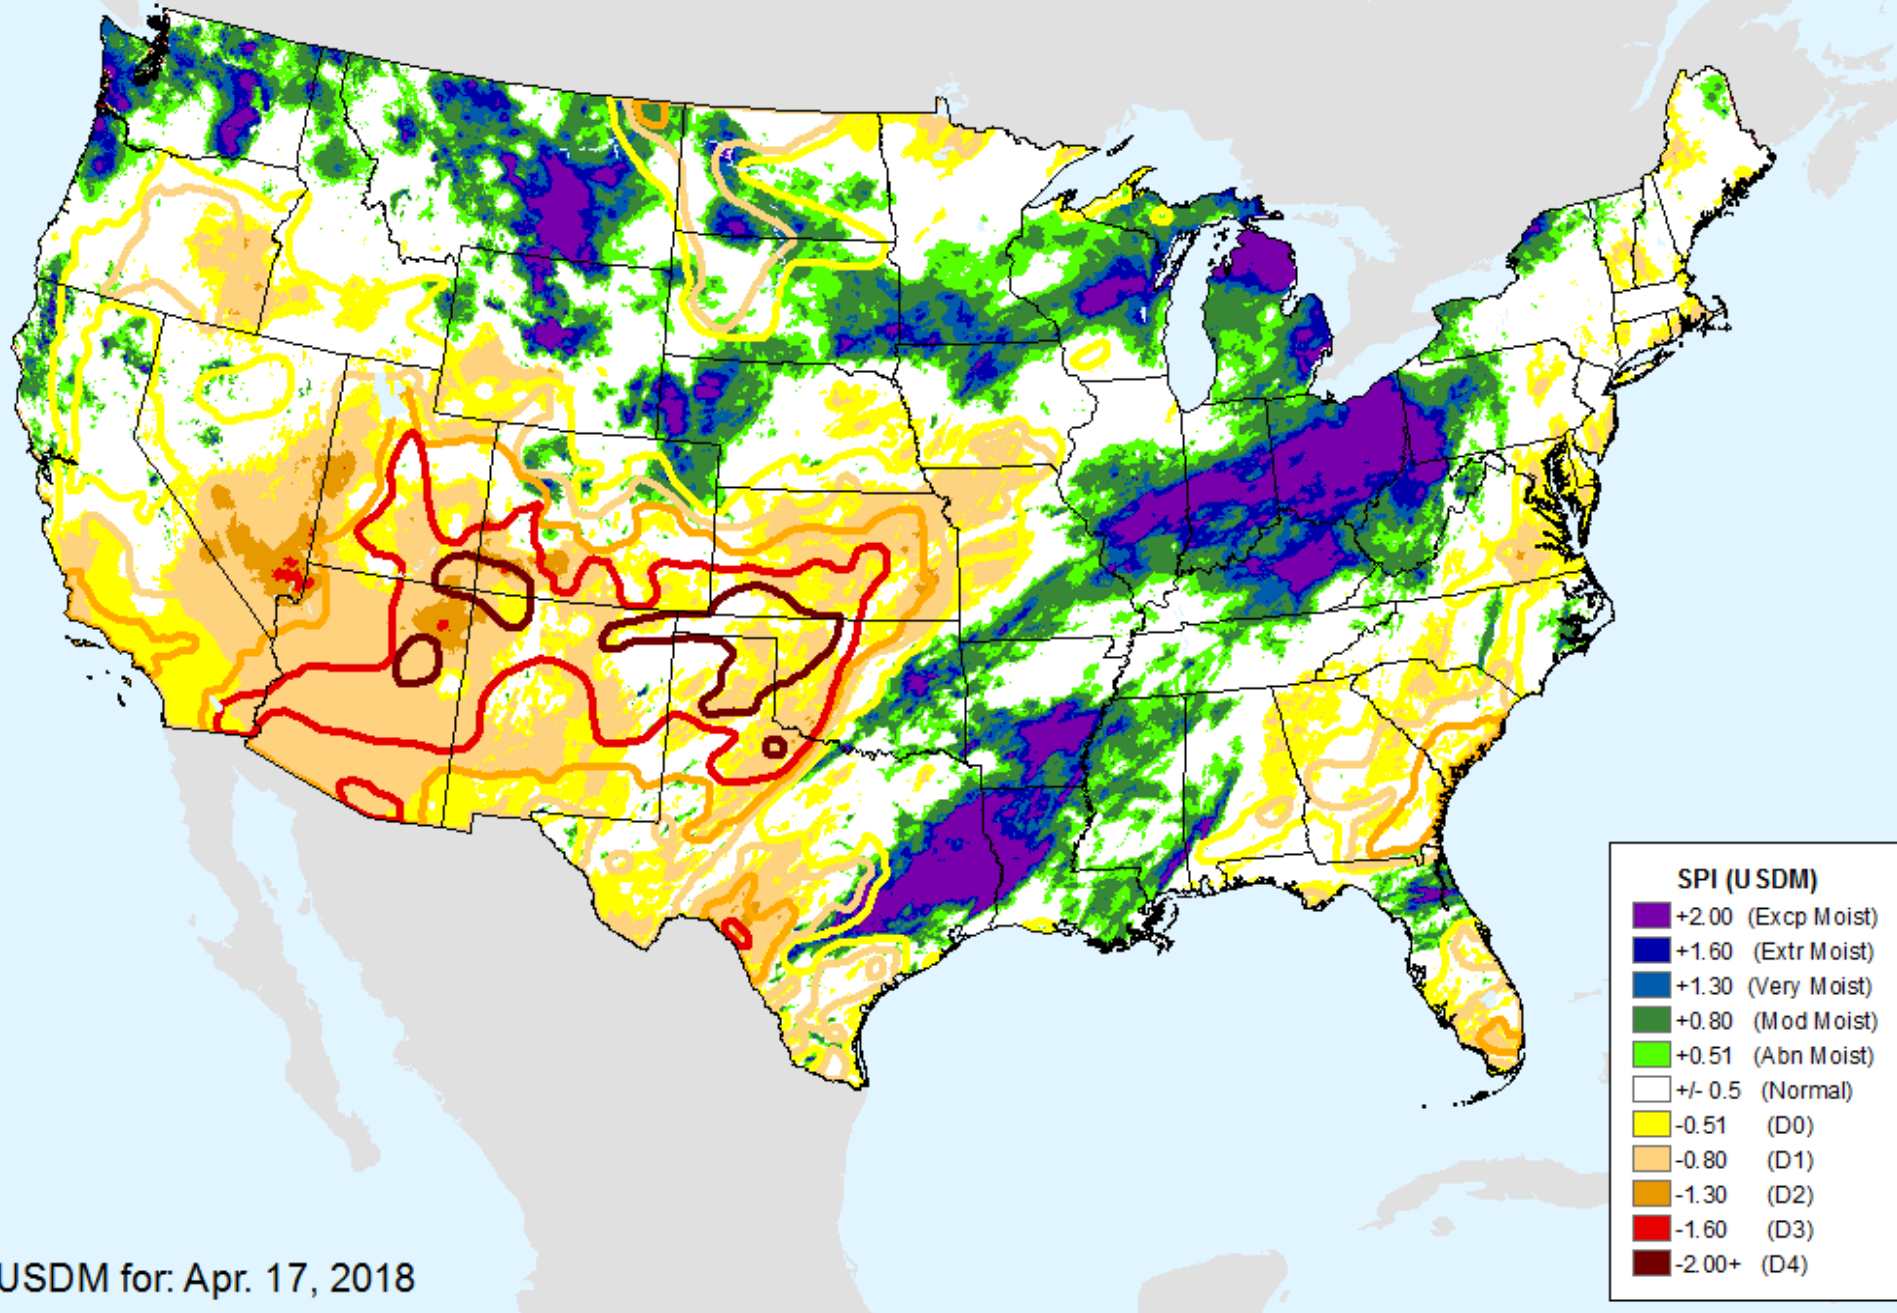 SPI (USDM)
+2.00 (Excp Moist)
+1.60 (Extr Moist)
+1.30 (Very Moist)
+0.80 (Mod Moist)
+0.51 (Abn Moist)
+/- 0.5 (Normal)
-0.51 (D0)
-0.80 (D1)
-1.30 (D2)
-1.60 (D3)
-2.00+ (D4)
USDM for: Apr. 17, 2018